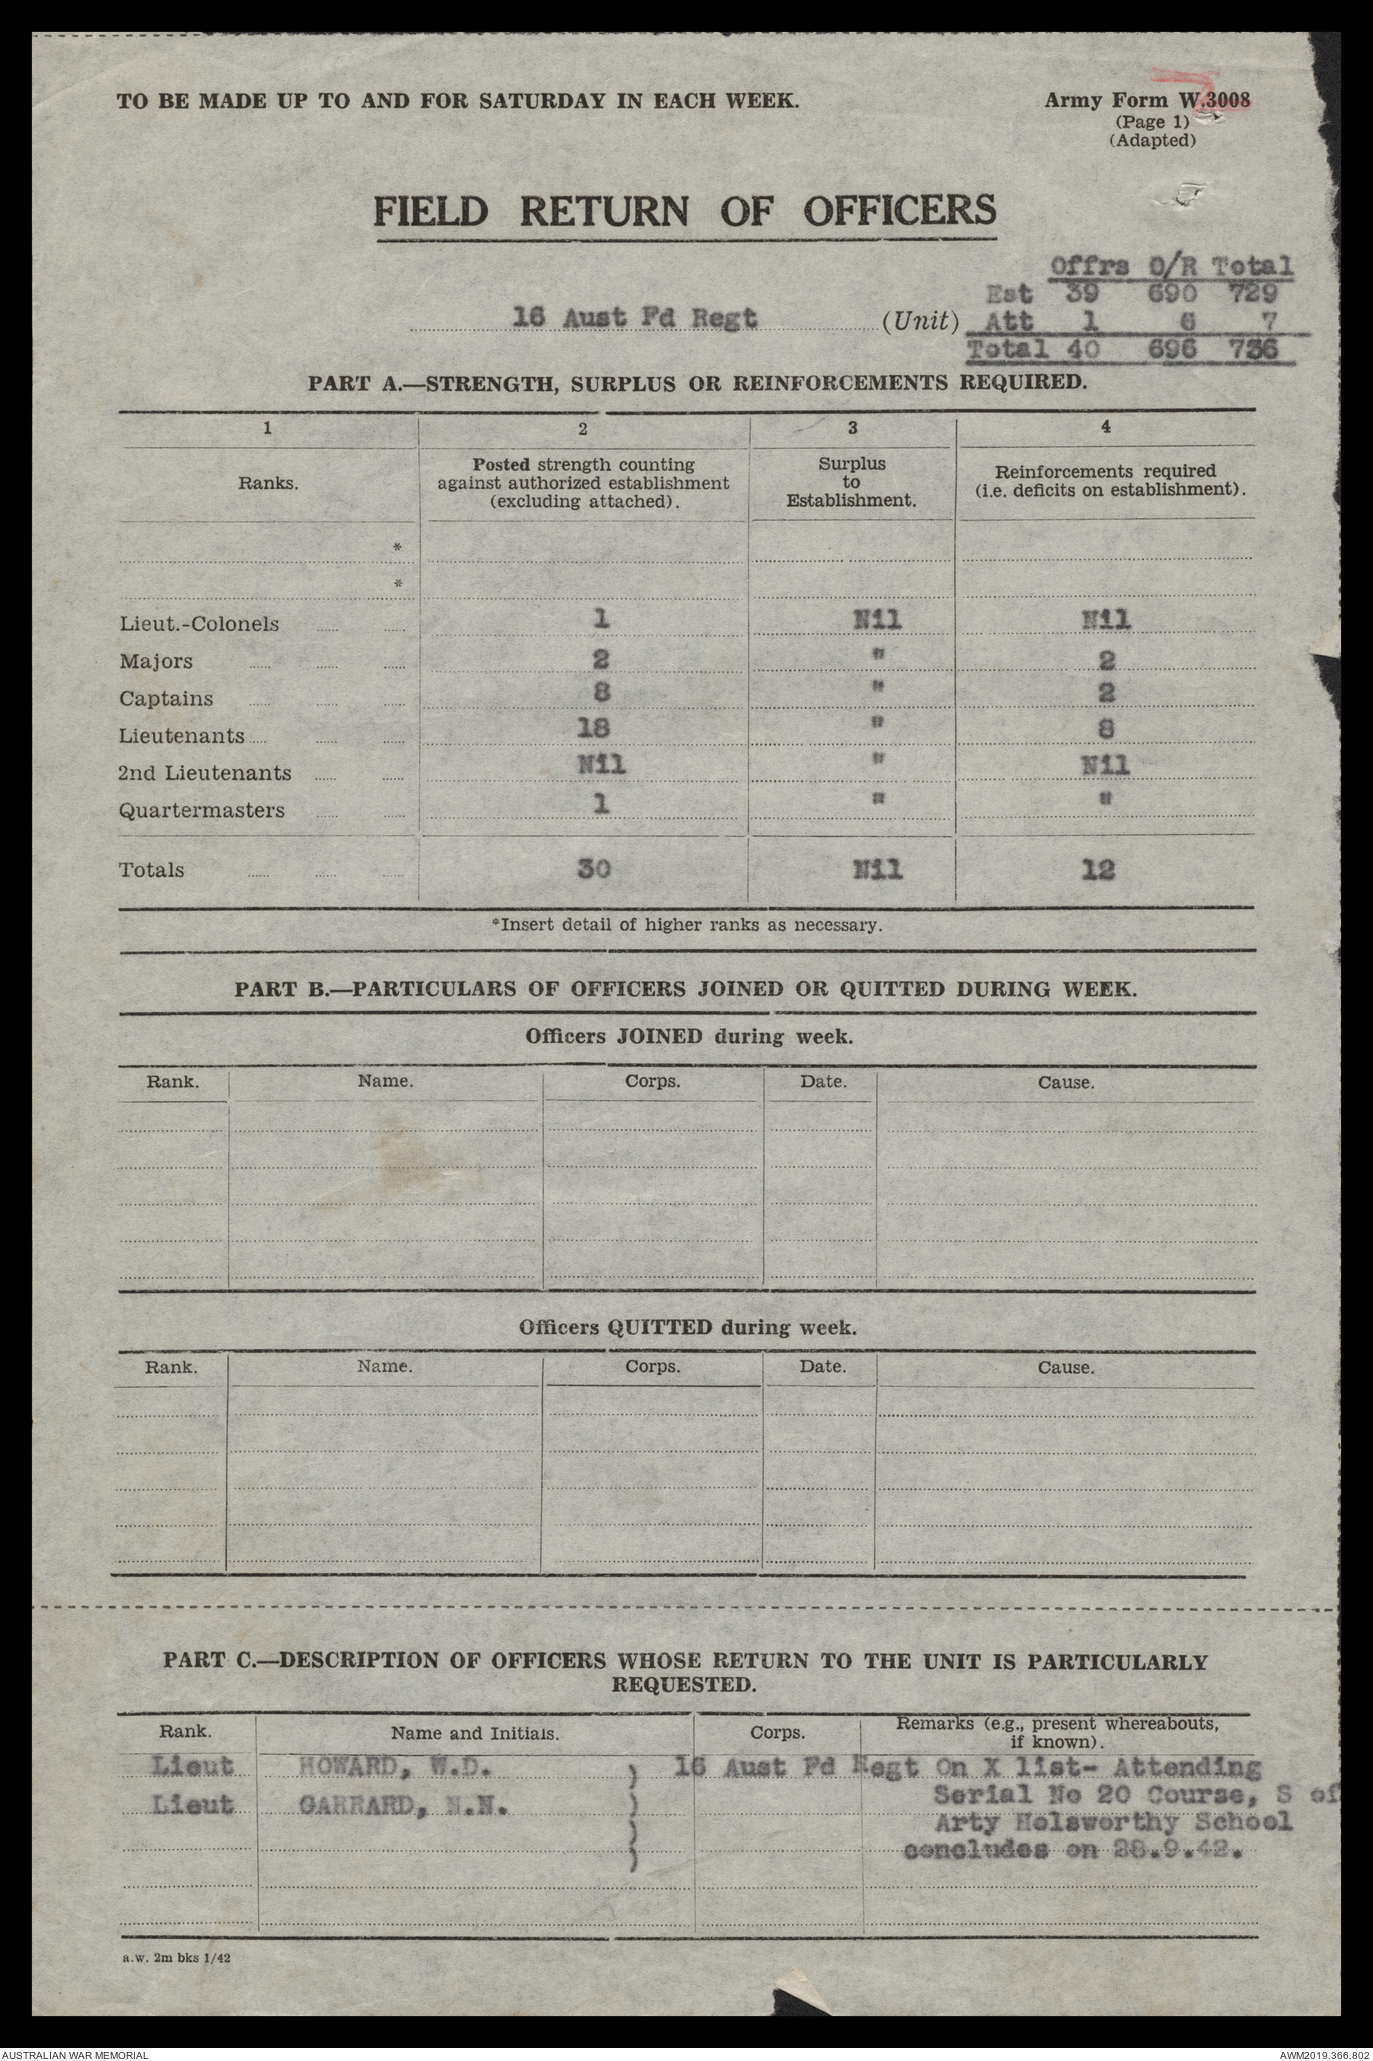 TO BE MADE UP TO AND FOR SATURDAY IN EACH WEEK.
Army Form W.3008
(Page 1)
(Adapted)
FIELD RETURN OF OFFICERS
Offrs O/R Total
Est 39 690 729
16 Aust Fd Regt (Unit) Att 1 6 7
Total 40 696 736
PART A.—STRENGTH, SURPLUS OR REINFORCEMENTS REQUIRED.
1 2 3 4
Ranks.
Posted strength counting
against authorized establishment
(excluding attached).
Surplus
to
Establishment.
Reinforcements required
(i.e. deficits on establishment).
*
*
Lieut.-Colonels 1 Nil Nil
Majors 2 " 2
Captains 8 " 2
Lieutenants 18 " 8
2nd Lieutenants Nil " Nil
Quartermasters 1 " "
Totals 30 Nil 12
*Insert detail of higher ranks as necessary.
PART B.—PARTICULARS OF OFFICERS JOINED OR QUITTED DURING WEEK.
Officers JOINED during week.
Rank. Name. Corps. Date. Cause.
Officers QUITTED during week.
Rank. Name. Corps. Date. Cause.
PART C.—DESCRIPTION OF OFFICERS WHOSE RETURN TO THE UNIT IS PARTICULARLY
REQUESTED.
Rank. Name and Initials. Corps.
Remarks (e.g., present whereabouts,
if known).
Lieut HOWARD, W.D. ) 16 Aust Fd Regt On X list- Attending
Serial No 20 Course, S of
Lieut GARRARD, N.N. )
) Arty Holsworthy School
) concludes on 28.9.42.
a.w. 2m bks 1/42
AUSTRALIAN WAR MEMORIAL
AWM2019.366.802